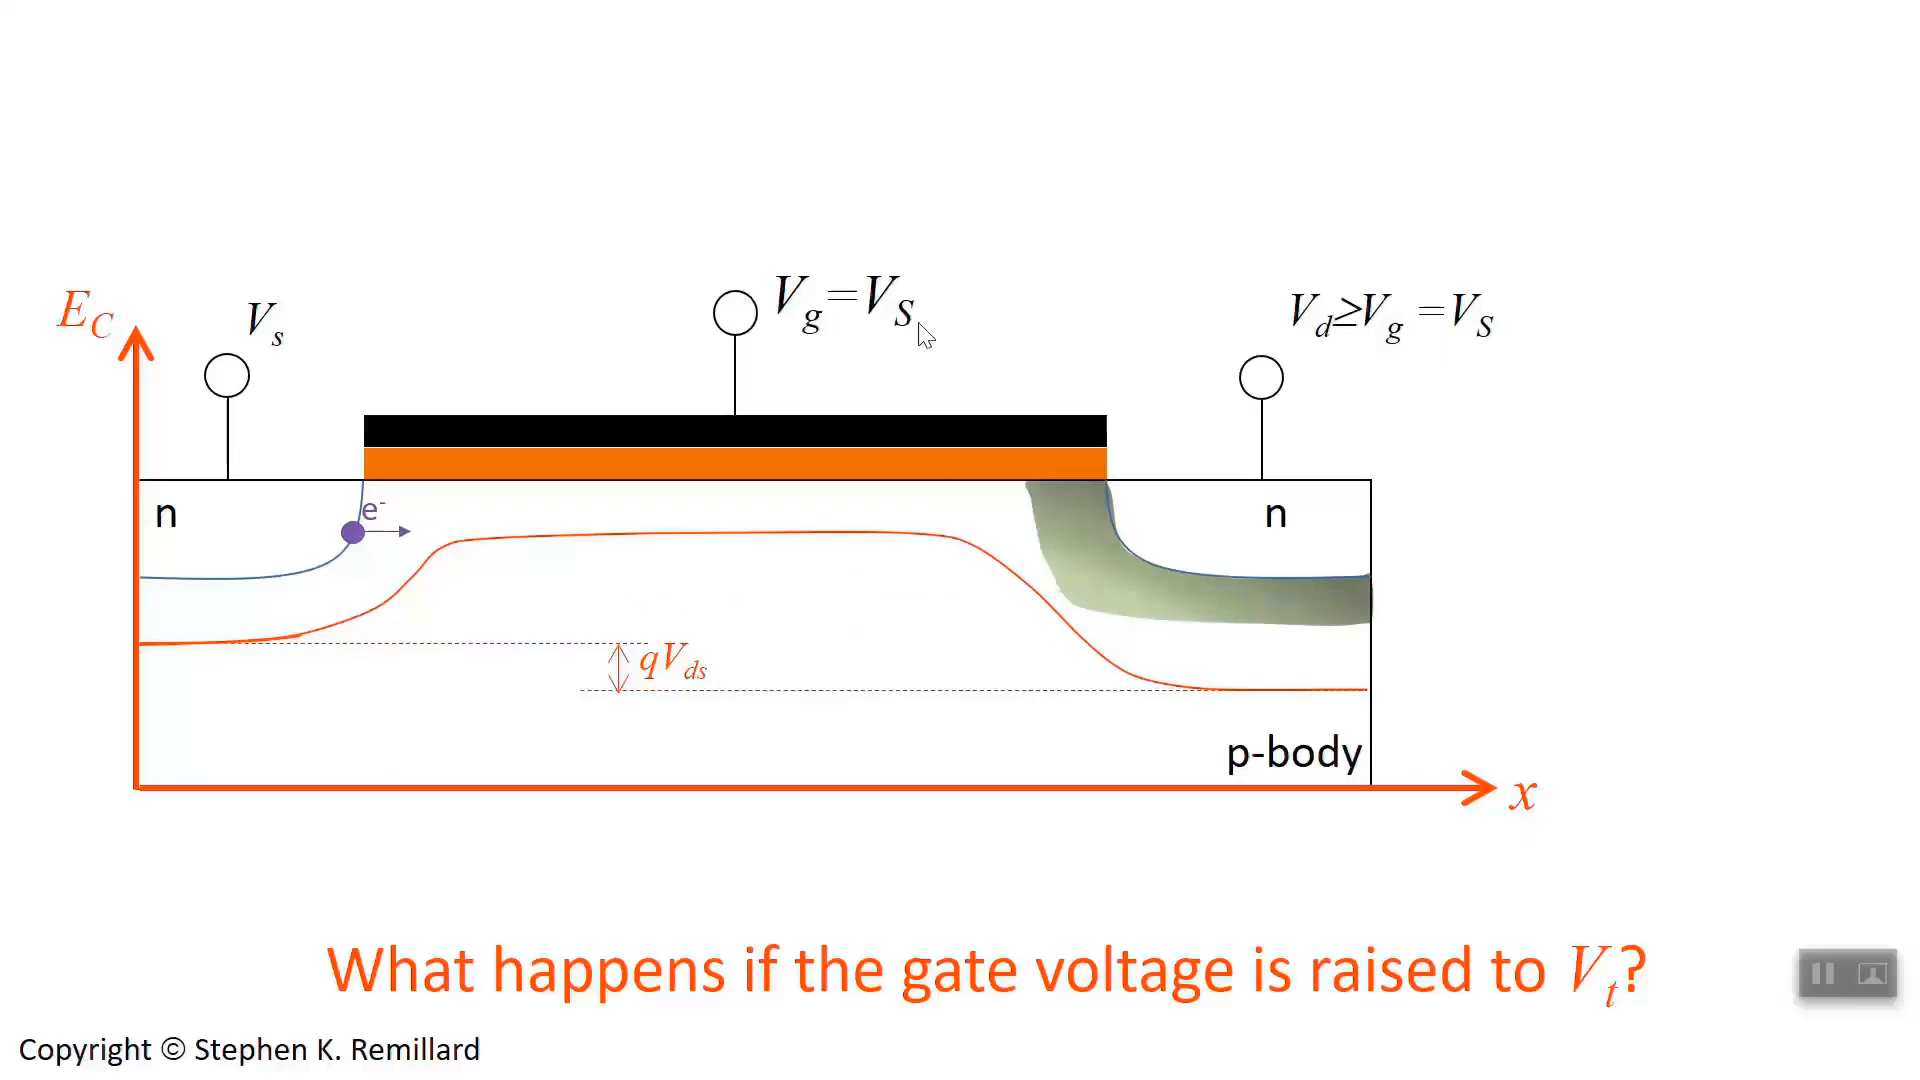 E_C
V_s
V_g=V_S
V_d≥V_g =V_S
n
e⁻
n
qV_ds
p-body
x
What happens if the gate voltage is raised to V_t?
Copyright © Stephen K. Remillard